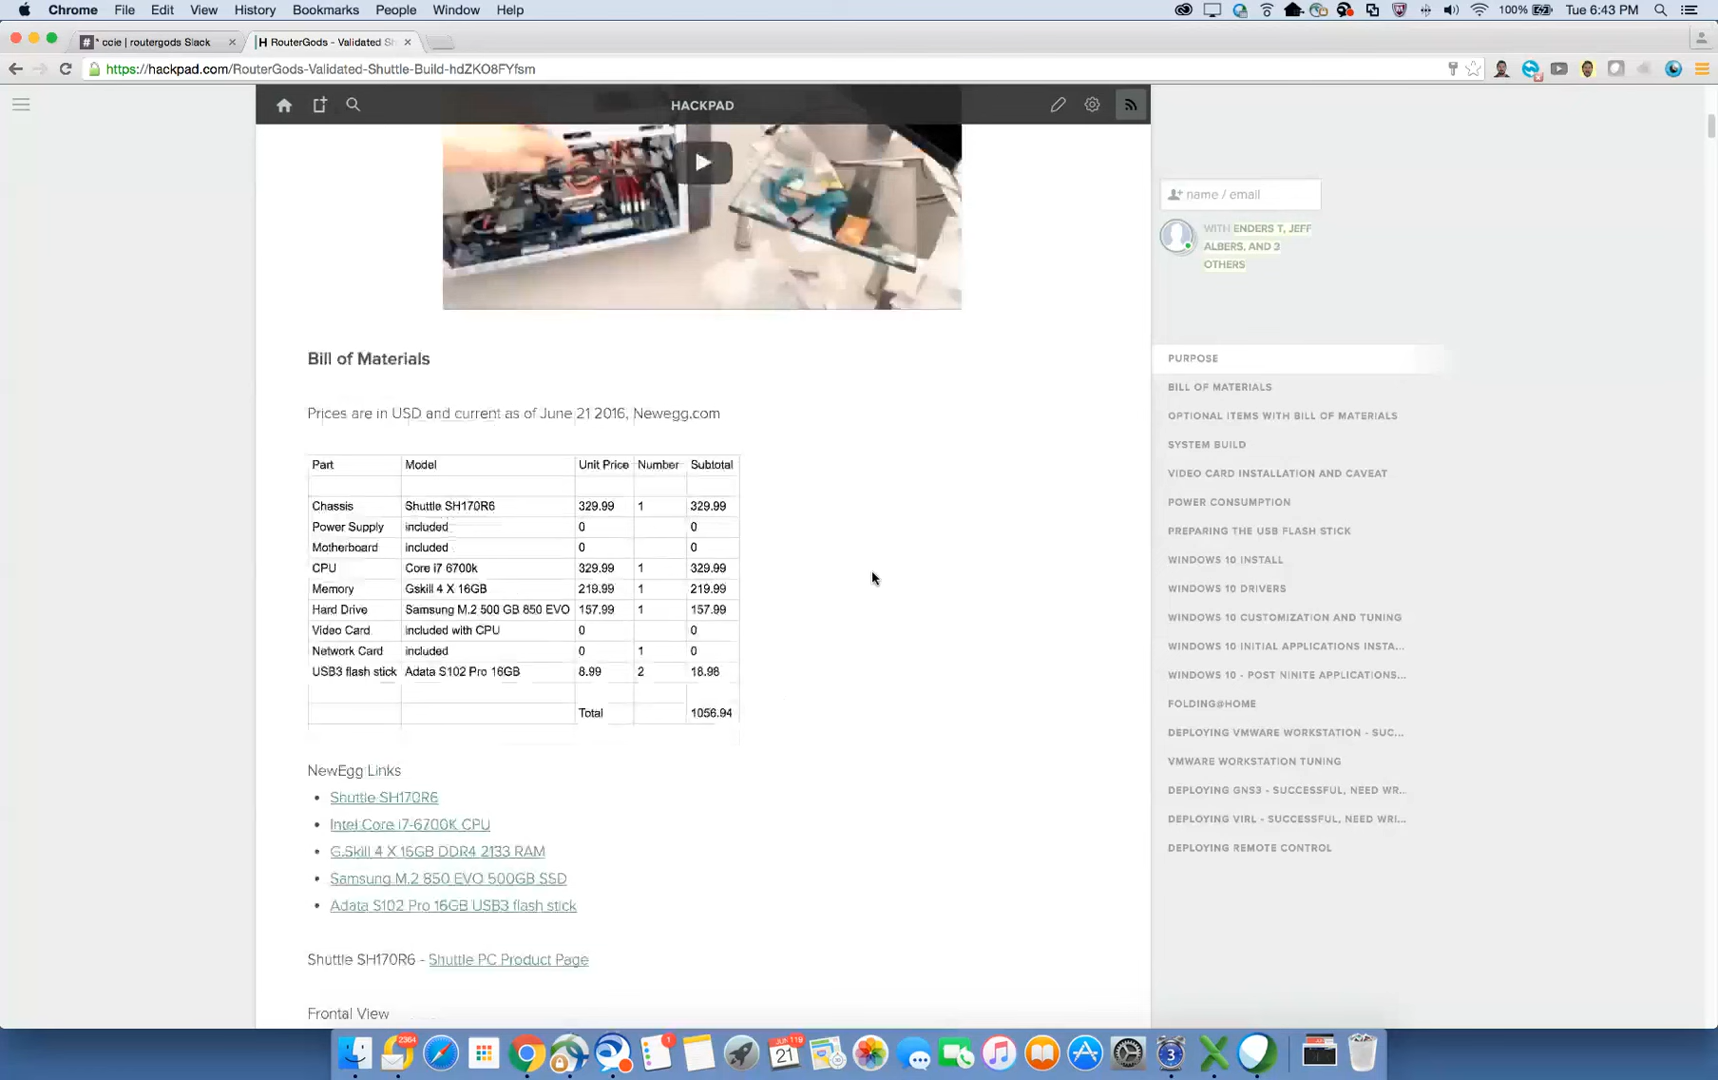 Chrome File Edit View History Bookmarks People Window Help 100% Tue 6:43 PM
* ccie | routergods Slack × H RouterGods - Validated Sh ×
https://hackpad.com/RouterGods-Validated-Shuttle-Build-hdZKO8FYfsm
HACKPAD
name / email
WITH ENDERS T, JEFF
ALBERS, AND 2
OTHERS
Bill of Materials
Prices are in USD and current as of June 21 2016, Newegg.com
Part Model Unit Price Number Subtotal
Chassis Shuttle SH170R6 329.99 1 329.99
Power Supply included 0 0
Motherboard included 0 0
CPU Core i7 6700k 329.99 1 329.99
Memory Gskill 4 X 16GB 219.99 1 219.99
Hard Drive Samsung M.2 500 GB 850 EVO 157.99 1 157.99
Video Card included with CPU 0 0
Network Card included 0 1 0
USB3 flash stick Adata S102 Pro 16GB 8.99 2 18.98
Total 1056.94
NewEgg Links
• Shuttle SH170R6
• Intel Core i7-6700K CPU
• G.Skill 4 X 16GB DDR4 2133 RAM
• Samsung M.2 850 EVO 500GB SSD
• Adata S102 Pro 16GB USB3 flash stick
Shuttle SH170R6 - Shuttle PC Product Page
Frontal View
PURPOSE
BILL OF MATERIALS
OPTIONAL ITEMS WITH BILL OF MATERIALS
SYSTEM BUILD
VIDEO CARD INSTALLATION AND CAVEAT
POWER CONSUMPTION
PREPARING THE USB FLASH STICK
WINDOWS 10 INSTALL
WINDOWS 10 DRIVERS
WINDOWS 10 CUSTOMIZATION AND TUNING
WINDOWS 10 INITIAL APPLICATIONS INSTA...
WINDOWS 10 - POST NINITE APPLICATIONS...
FOLDING@HOME
DEPLOYING VMWARE WORKSTATION - SUC...
VMWARE WORKSTATION TUNING
DEPLOYING GNS3 - SUCCESSFUL, NEED WR...
DEPLOYING VIRL - SUCCESSFUL, NEED WRI...
DEPLOYING REMOTE CONTROL
2364
1
21
3